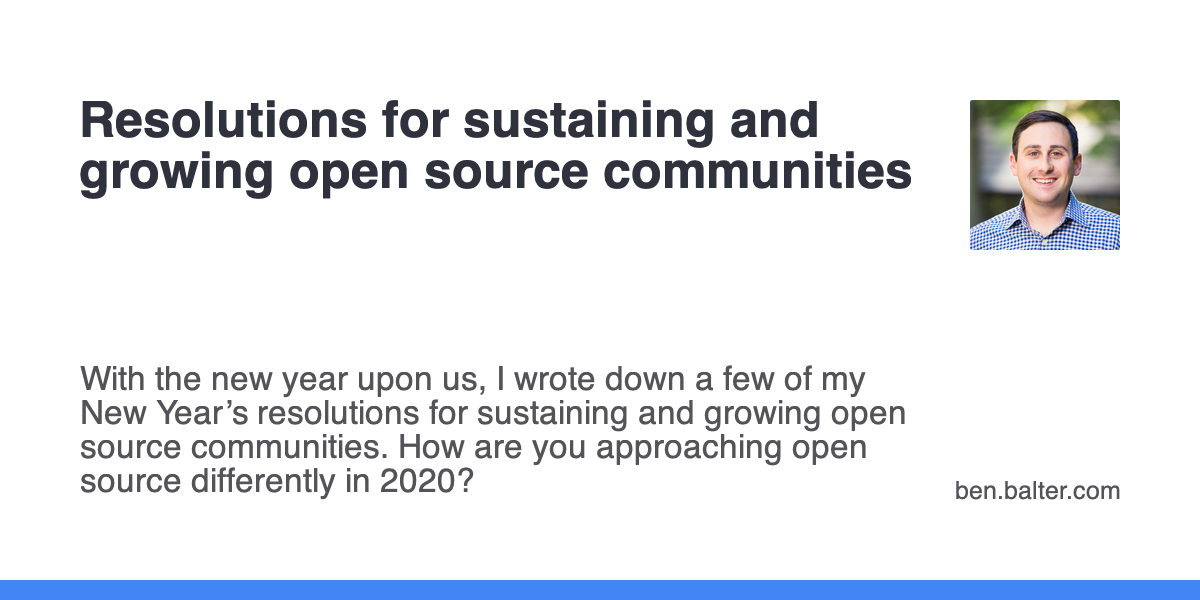 Resolutions for sustaining and
growing open source communities
With the new year upon us, I wrote down a few of my
New Year’s resolutions for sustaining and growing open
source communities. How are you approaching open
source differently in 2020?
ben.balter.com